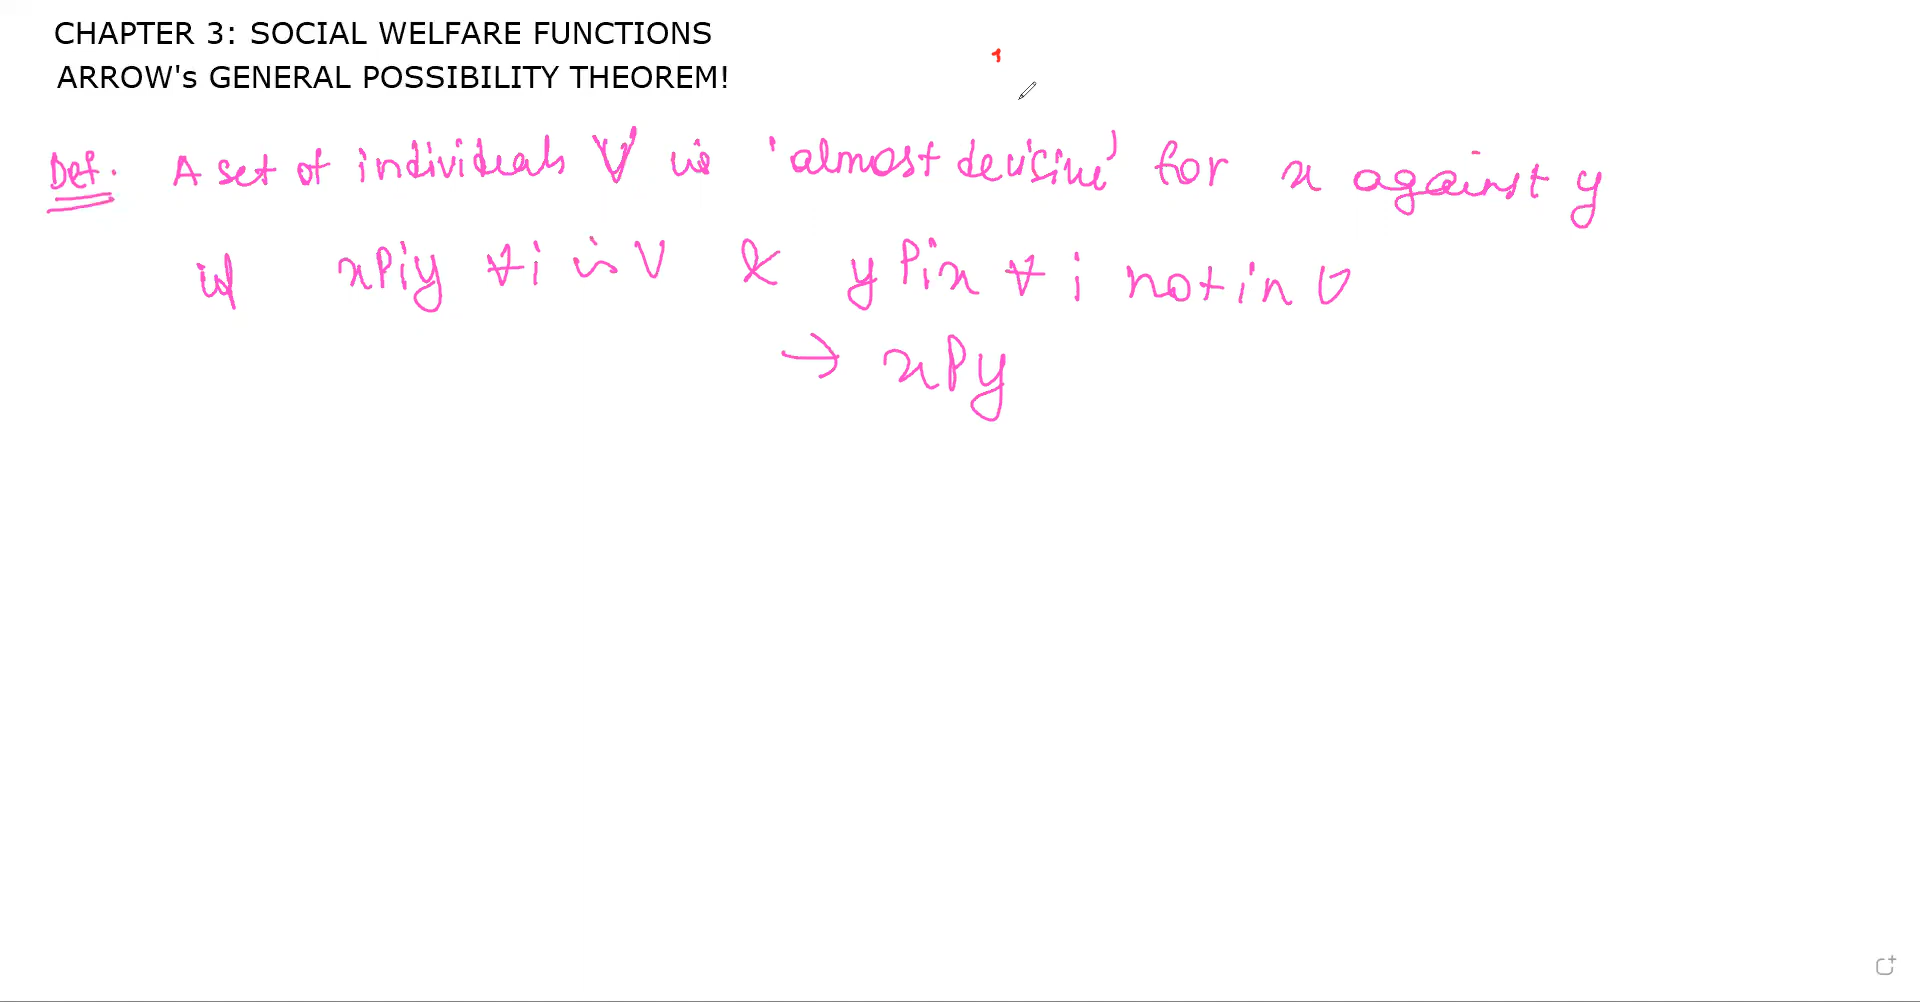 CHAPTER 3: SOCIAL WELFARE FUNCTIONS
ARROW's GENERAL POSSIBILITY THEOREM!
Def. A set of individuals V is 'almost decisive' for x against y
if xPiy ∀ i in V & y Pix ∀ i not in V
→ xPy